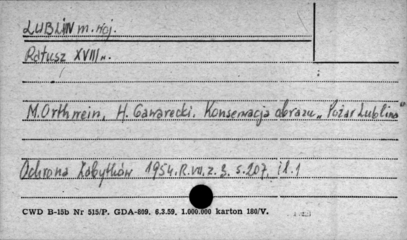 LUBLIN m. woj.
Ratusz XVIII w.
M. Orthwein, H. Gawarecki. Konserwacja obrazu „Pożar Lublina"
Ochrona Zabytków 1954. R. VII, z. 3, s. 207, il. 1
CWD B-15b Nr 515/P. GDA-809. 6.3.59. 1.000.000 karton 180/V.